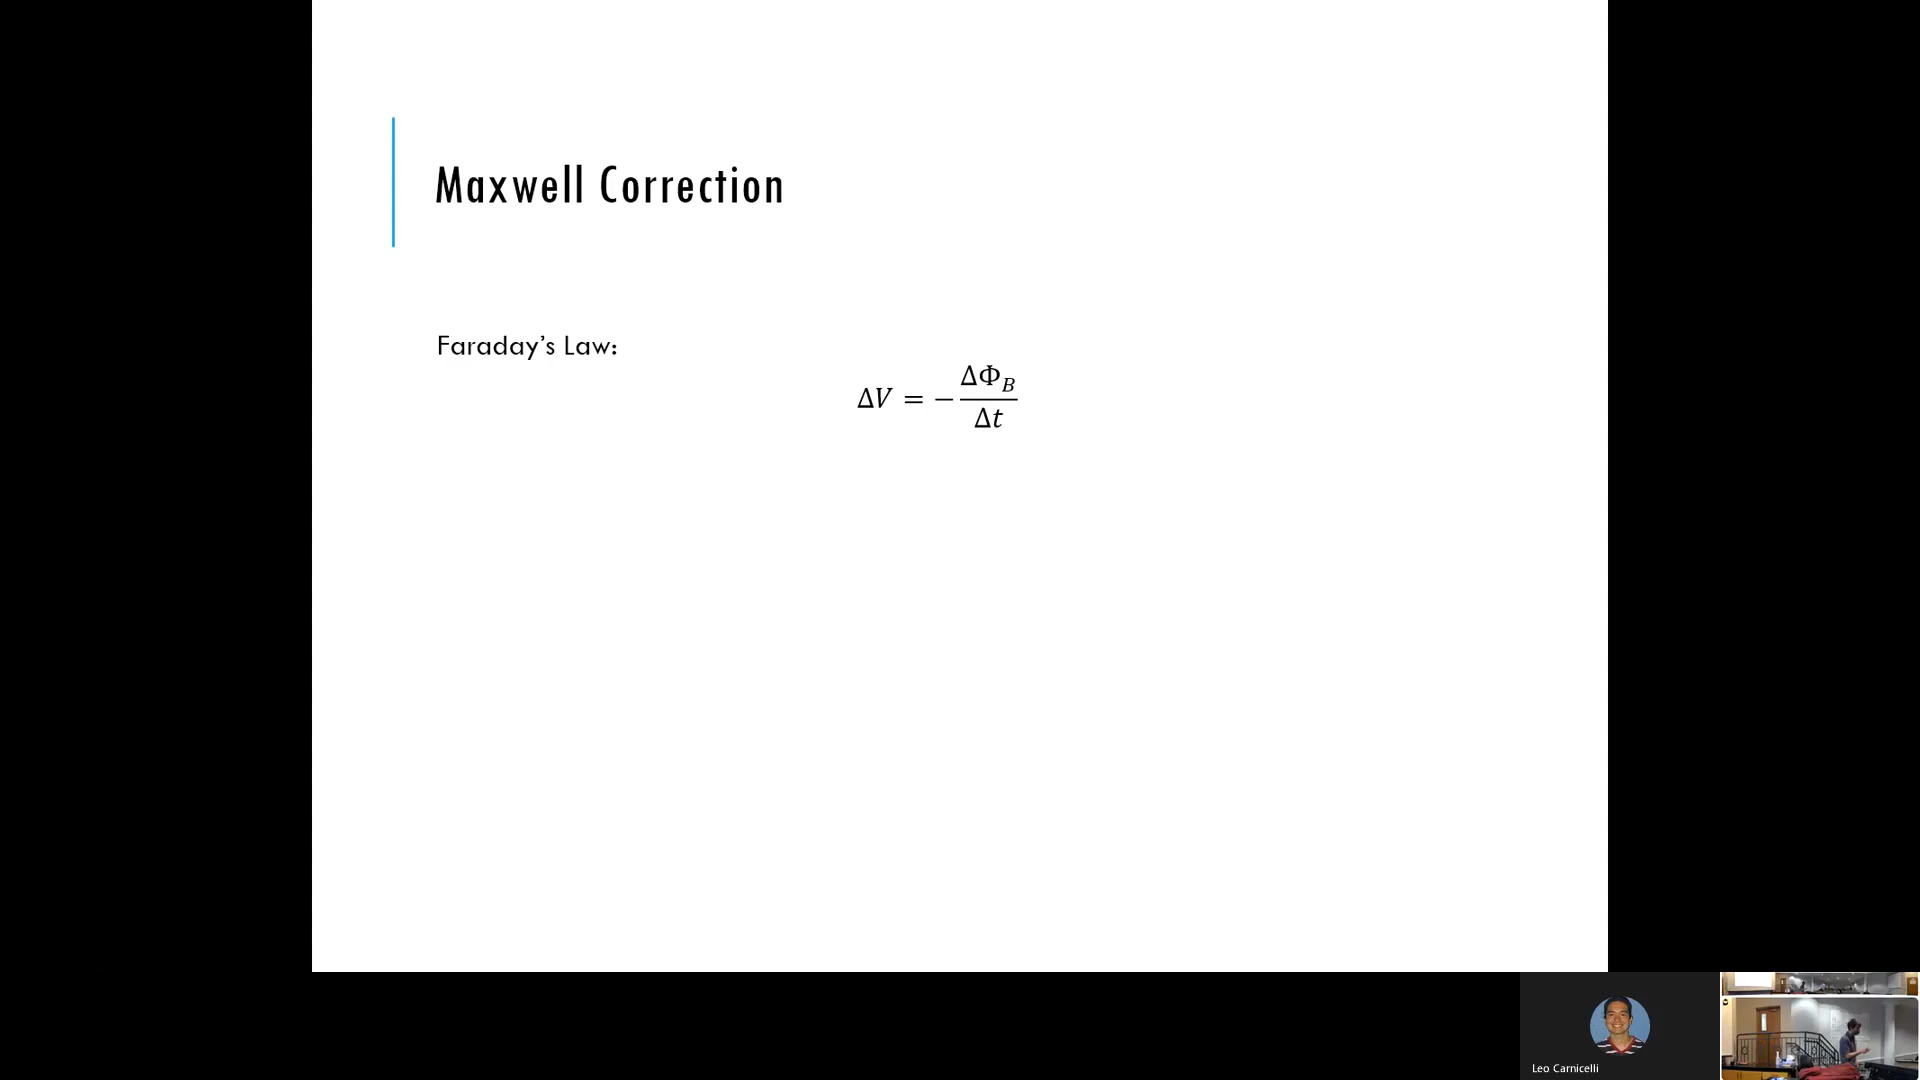 Maxwell Correction
Faraday’s Law:
ΔV = −ΔΦ_B/Δt
Leo Carnicelli